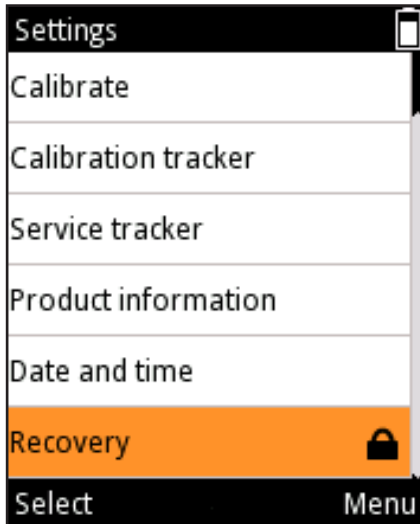 Settings
Calibrate
Calibration tracker
Service tracker
Product information
Date and time
Recovery
Select Menu